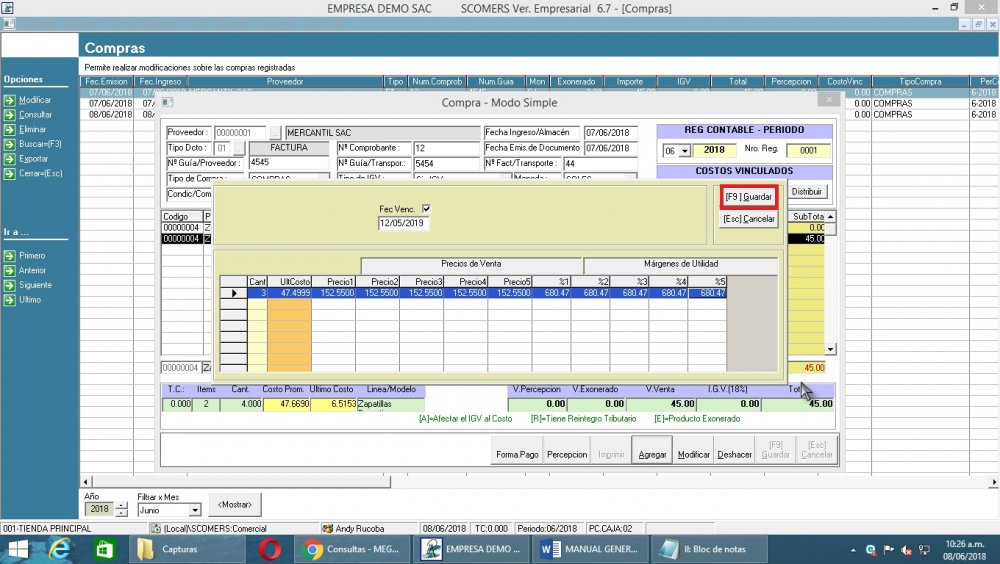 EMPRESA DEMO SAC SCOMERS Ver. Empresarial 6.7 - [Compras]
Compras
Permite realizar modificaciones sobre las compras registradas
Opciones
Modificar
Consultar
Eliminar
Buscar=(F3)
Exportar
Cerrar=(Esc)
Ir a ...
Primero
Anterior
Siguiente
Ultimo
Fec.Emision Fec.Ingreso Proveedor Tipo Num.Comprob Num.Guia Mon Exonerado Importe IGV Total Percepcion CostoVinc TipoCompra PerC
07/06/2018 0.00 COMPRAS 6-2018
07/06/2018 0.00 COMPRAS 6-2018
08/06/2018 0.00 COMPRAS 6-2018
Compra - Modo Simple
Proveedor : 00000001 ... MERCANTIL SAC Fecha Ingreso/Almacén 07/06/2018
Tipo Dcto : 01 ... FACTURA Nº Comprobante : 12 Fecha Emis.de Documento 07/06/2018
Nº Guía/Proveedor : 4545 Nº Guía/Transpor.: 5454 Nº Fact/Transporte : 44
REG CONTABLE - PERIODO
06 2018 Nro. Reg. 0001
COSTOS VINCULADOS
Distribuir
Condic/Com
Codigo P SubTota
00000004 Z 0.00
00000004 Z 45.00
Fec Venc.
12/05/2019
[F9] Guardar
[Esc] Cancelar
Precios de Venta Márgenes de Utilidad
Cant UltCosto Precio1 Precio2 Precio3 Precio4 Precio5 %1 %2 %3 %4 %5
3 47.4999 152.5500 152.5500 152.5500 152.5500 152.5500 680.47 680.47 680.47 680.47 680.47
00000004 Z 45.00
T.C.: Items Cant. Costo Prom. Ultimo Costo Linea/Modelo V.Percepcion V.Exonerado V.Venta I.G.V.(18%)
0.000 2 4.000 47.6690 6.5153 Zapatillas 0.00 0.00 45.00 0.00 45.00
[A]=Afectar el IGV al Costo [R]=Tiene Reintegro Tributario [E]=Producto Exonerado
Forma.Pago Percepcion Imprimir Agregar Modificar Deshacer [F9] Guardar [Esc] Cancelar
Año Filtrar x Mes
2018 Junio <Mostrar>
001-TIENDA PRINCIPAL (Local)\SCOMERS:Comercial Andy Rucoba 08/06/2018 TC:0.000 Periodo:06/2018 PC.CAJA:02
Capturas Consultas - MEG... EMPRESA DEMO ... MANUAL GENER... II: Bloc de notas
10:26 a.m.
08/06/2018